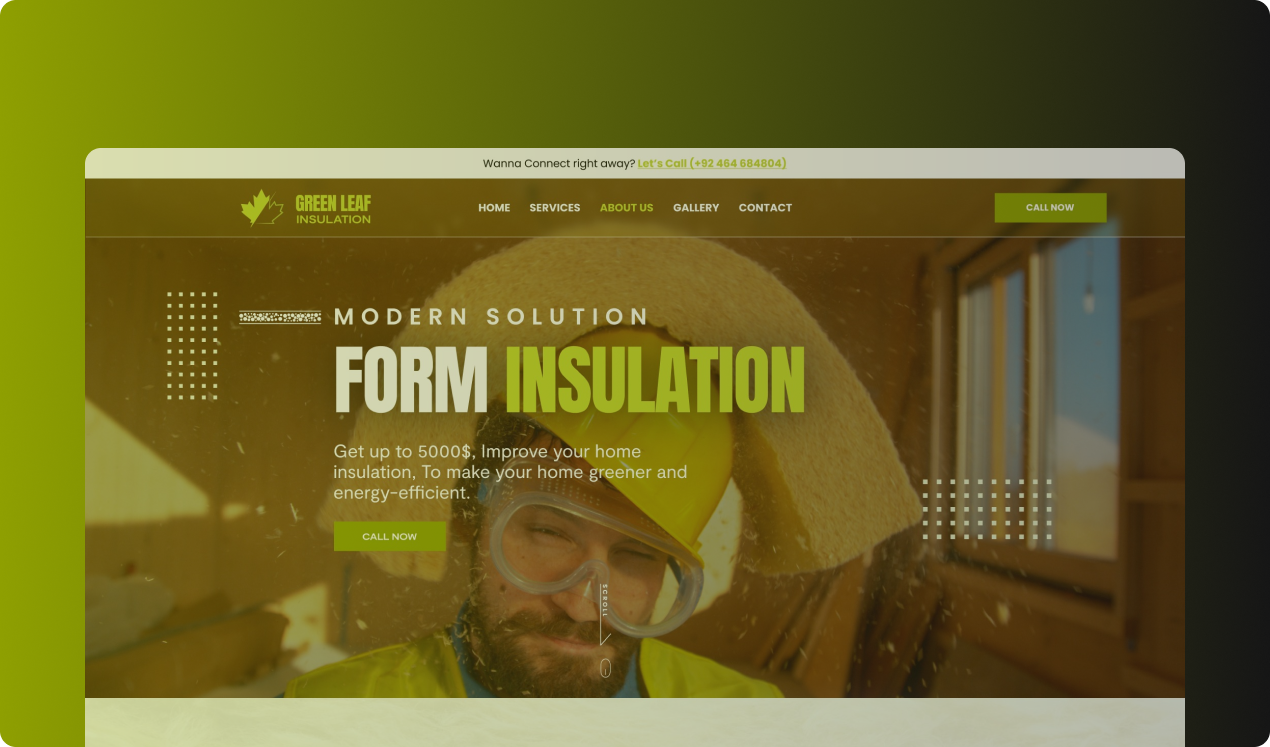 Wanna Connect right away? Let's Call (+92 464 684804)
GREEN LEAF
INSULATION
HOME SERVICES ABOUT US GALLERY CONTACT
CALL NOW
MODERN SOLUTION
FORM INSULATION
Get up to 5000$, Improve your home
insulation, To make your home greener and
energy-efficient.
CALL NOW
SCROLL